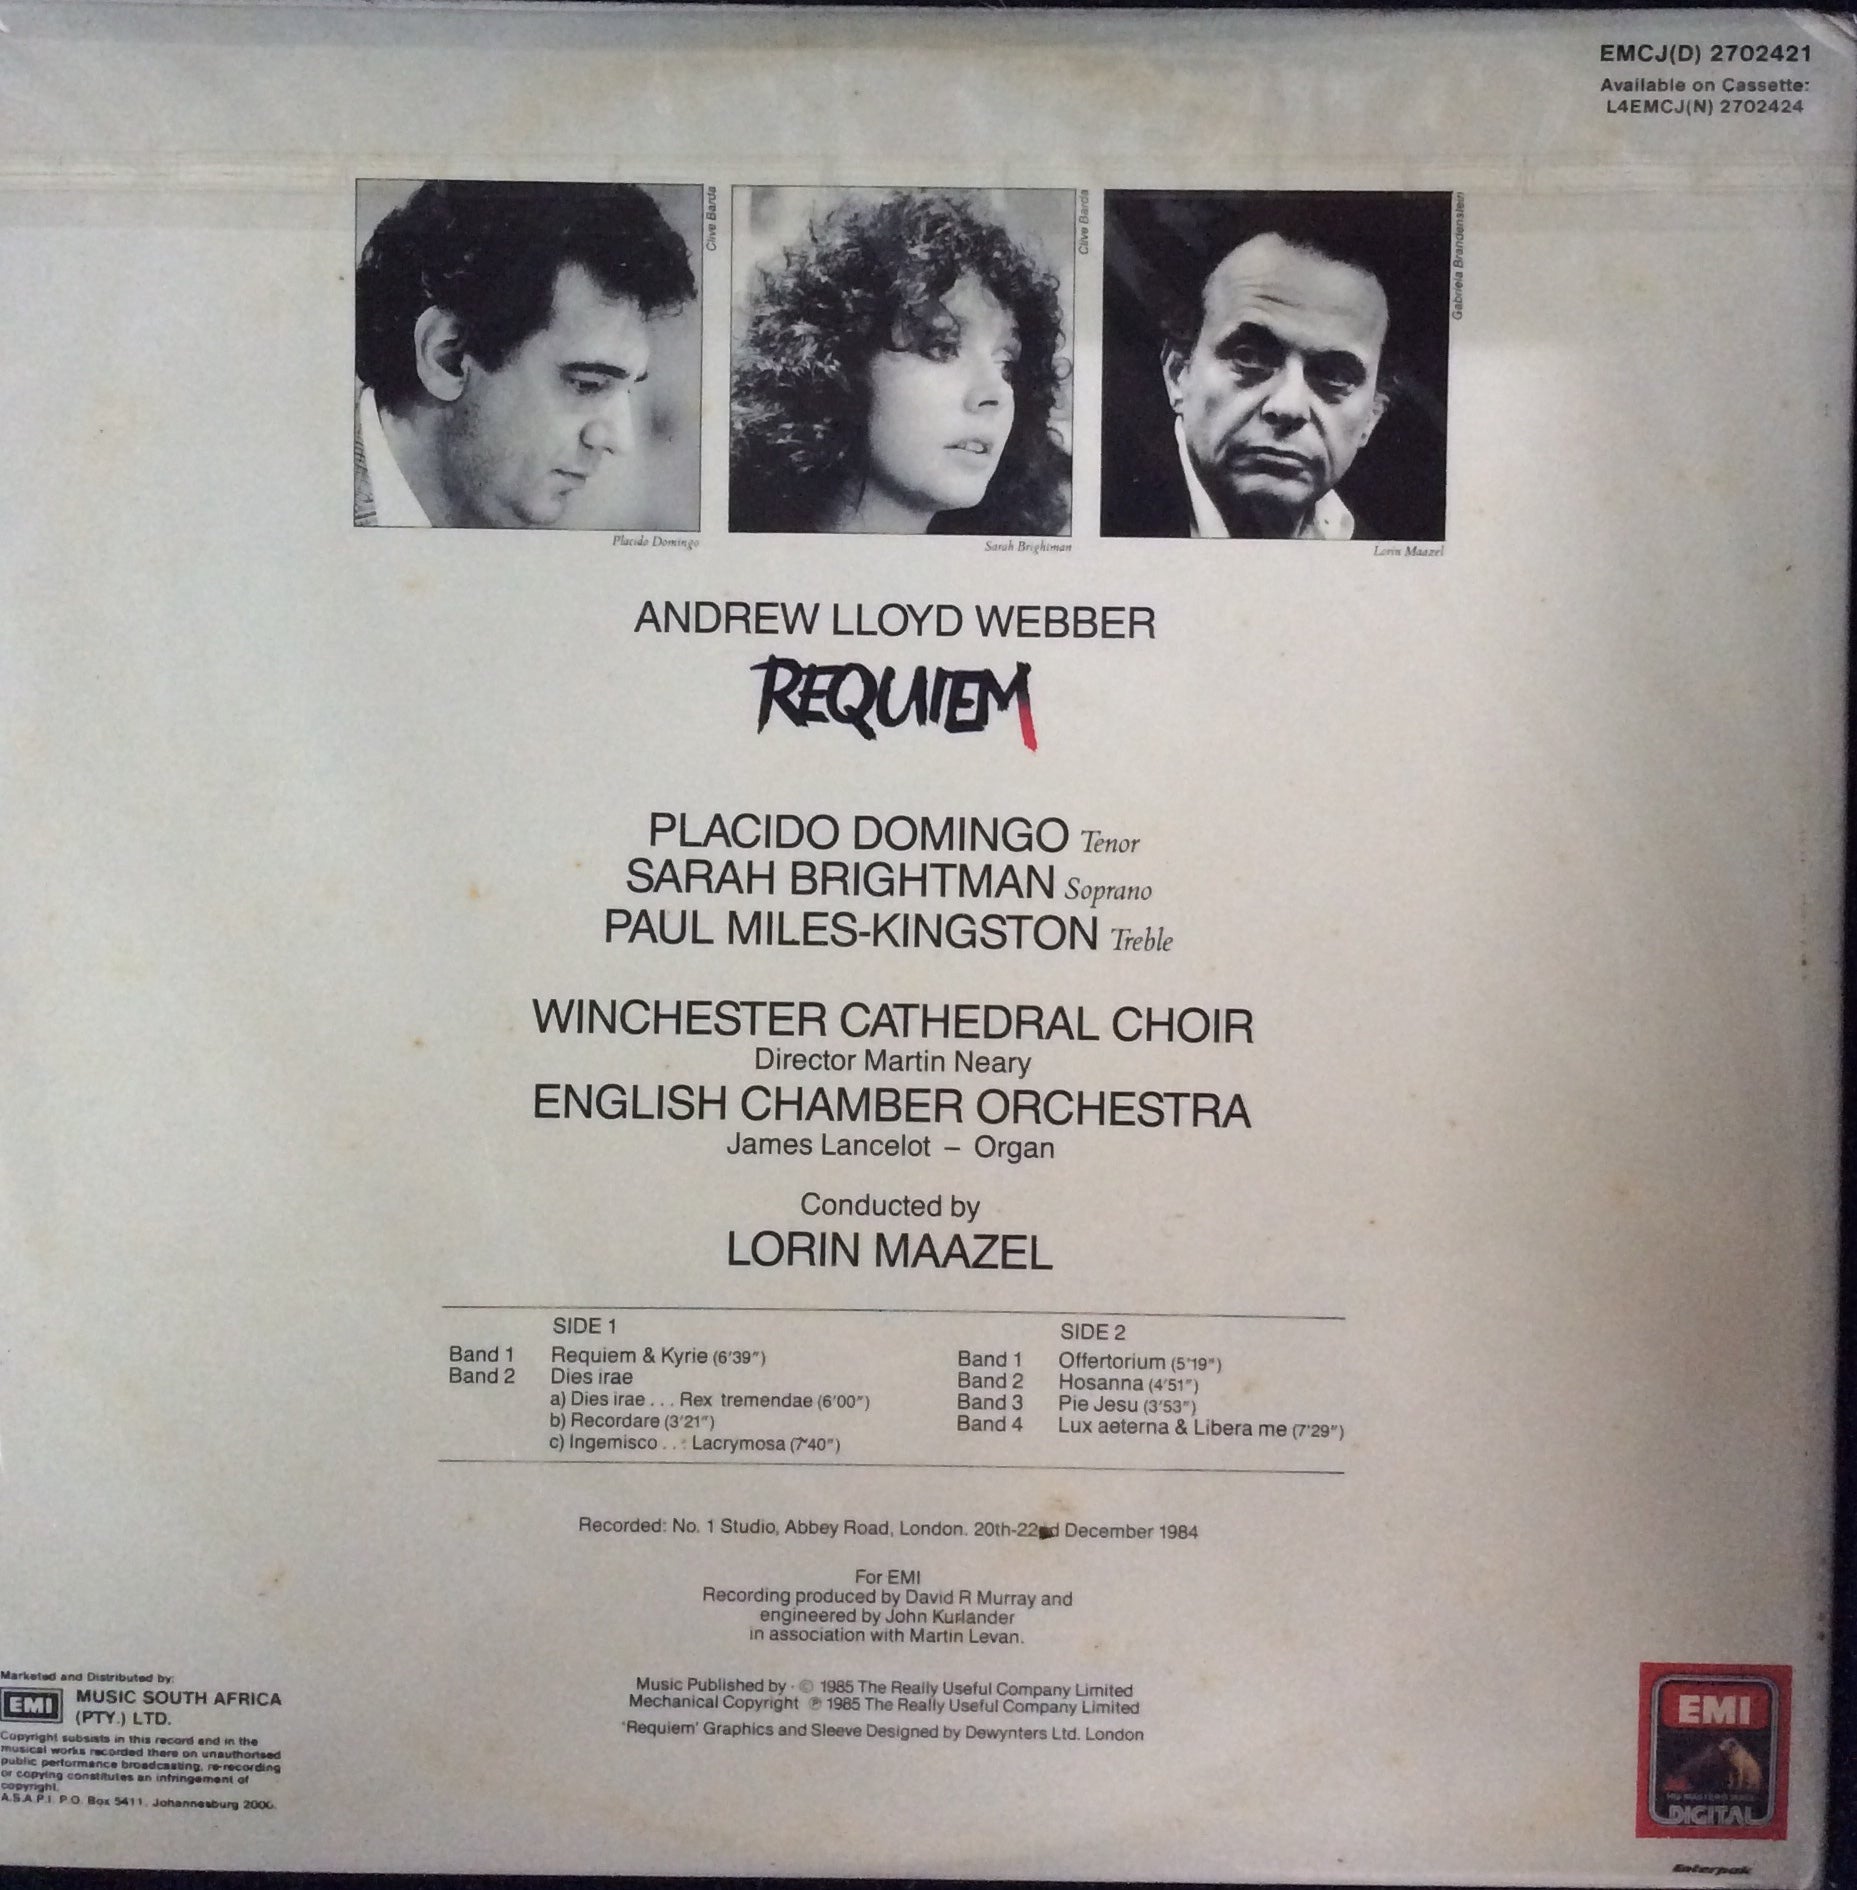 EMCJ(D) 2702421
Available on Cassette:
L4EMCJ(N) 2702424
Clive Barda
Clive Barda
Gabriela Brandenstein
Placido Domingo
Sarah Brightman
Lorin Maazel
ANDREW LLOYD WEBBER
REQUIEM
PLACIDO DOMINGO Tenor
SARAH BRIGHTMAN Soprano
PAUL MILES-KINGSTON Treble
WINCHESTER CATHEDRAL CHOIR
Director Martin Neary
ENGLISH CHAMBER ORCHESTRA
James Lancelot – Organ
Conducted by
LORIN MAAZEL
SIDE 1
Band 1 Requiem & Kyrie (6'39")
Band 2 Dies irae
a) Dies irae . . . Rex tremendae (6'00")
b) Recordare (3'21")
c) Ingemisco . . . Lacrymosa (7'40")
SIDE 2
Band 1 Offertorium (5'19")
Band 2 Hosanna (4'51")
Band 3 Pie Jesu (3'53")
Band 4 Lux aeterna & Libera me (7'29")
Recorded: No. 1 Studio, Abbey Road, London. 20th-22nd December 1984
For EMI
Recording produced by David R Murray and
engineered by John Kurlander
in association with Martin Levan.
Music Published by · © 1985 The Really Useful Company Limited
Mechanical Copyright ℗ 1985 The Really Useful Company Limited
'Requiem' Graphics and Sleeve Designed by Dewynters Ltd. London
Marketed and Distributed by:
EMI MUSIC SOUTH AFRICA
(PTY.) LTD.
Copyright subsists in this record and in the
musical works recorded there on unauthorised
public performance broadcasting, re-recording
or copying constitutes an infringement of
copyright.
A.S.A.P.I. P.O. Box 5411, Johannesburg 2000.
EMI
HIS MASTER'S VOICE
DIGITAL
Interpak